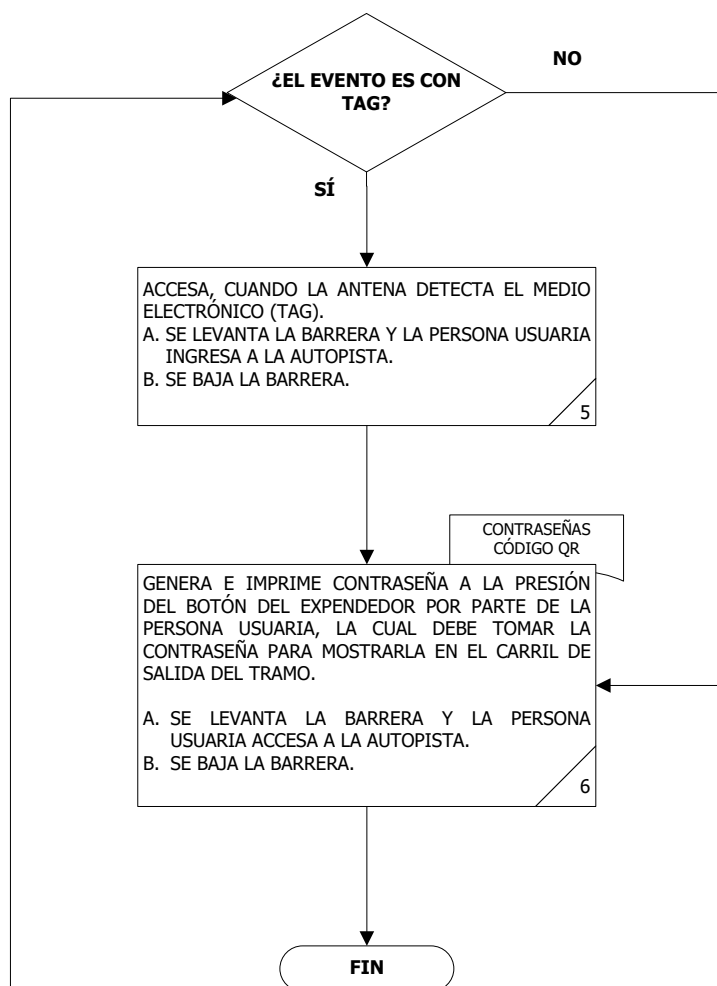 NO
¿EL EVENTO ES CON
TAG?
SÍ
ACCESA, CUANDO LA ANTENA DETECTA EL MEDIO
ELECTRÓNICO (TAG).
A. SE LEVANTA LA BARRERA Y LA PERSONA USUARIA
INGRESA A LA AUTOPISTA.
B. SE BAJA LA BARRERA.
5
CONTRASEÑAS
CÓDIGO QR
GENERA E IMPRIME CONTRASEÑA A LA PRESIÓN
DEL BOTÓN DEL EXPENDEDOR POR PARTE DE LA
PERSONA USUARIA, LA CUAL DEBE TOMAR LA
CONTRASEÑA PARA MOSTRARLA EN EL CARRIL DE
SALIDA DEL TRAMO.
A. SE LEVANTA LA BARRERA Y LA PERSONA
USUARIA ACCESA A LA AUTOPISTA.
B. SE BAJA LA BARRERA.
6
FIN